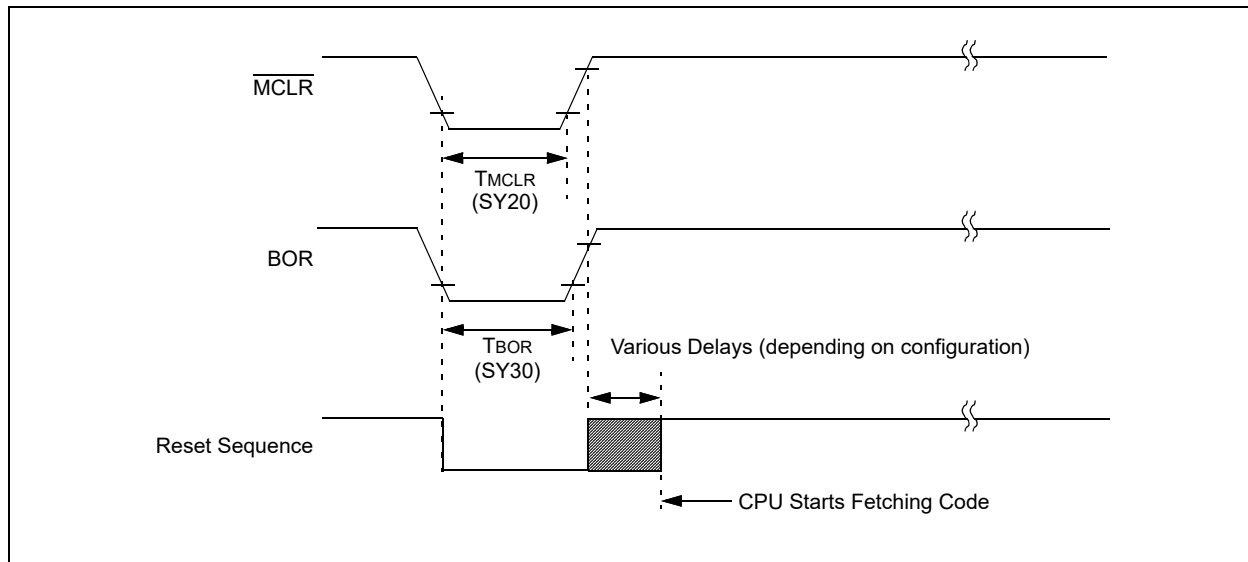 MCLR
TMCLR
(SY20)
BOR
TBOR
(SY30)
Various Delays (depending on configuration)
Reset Sequence
CPU Starts Fetching Code